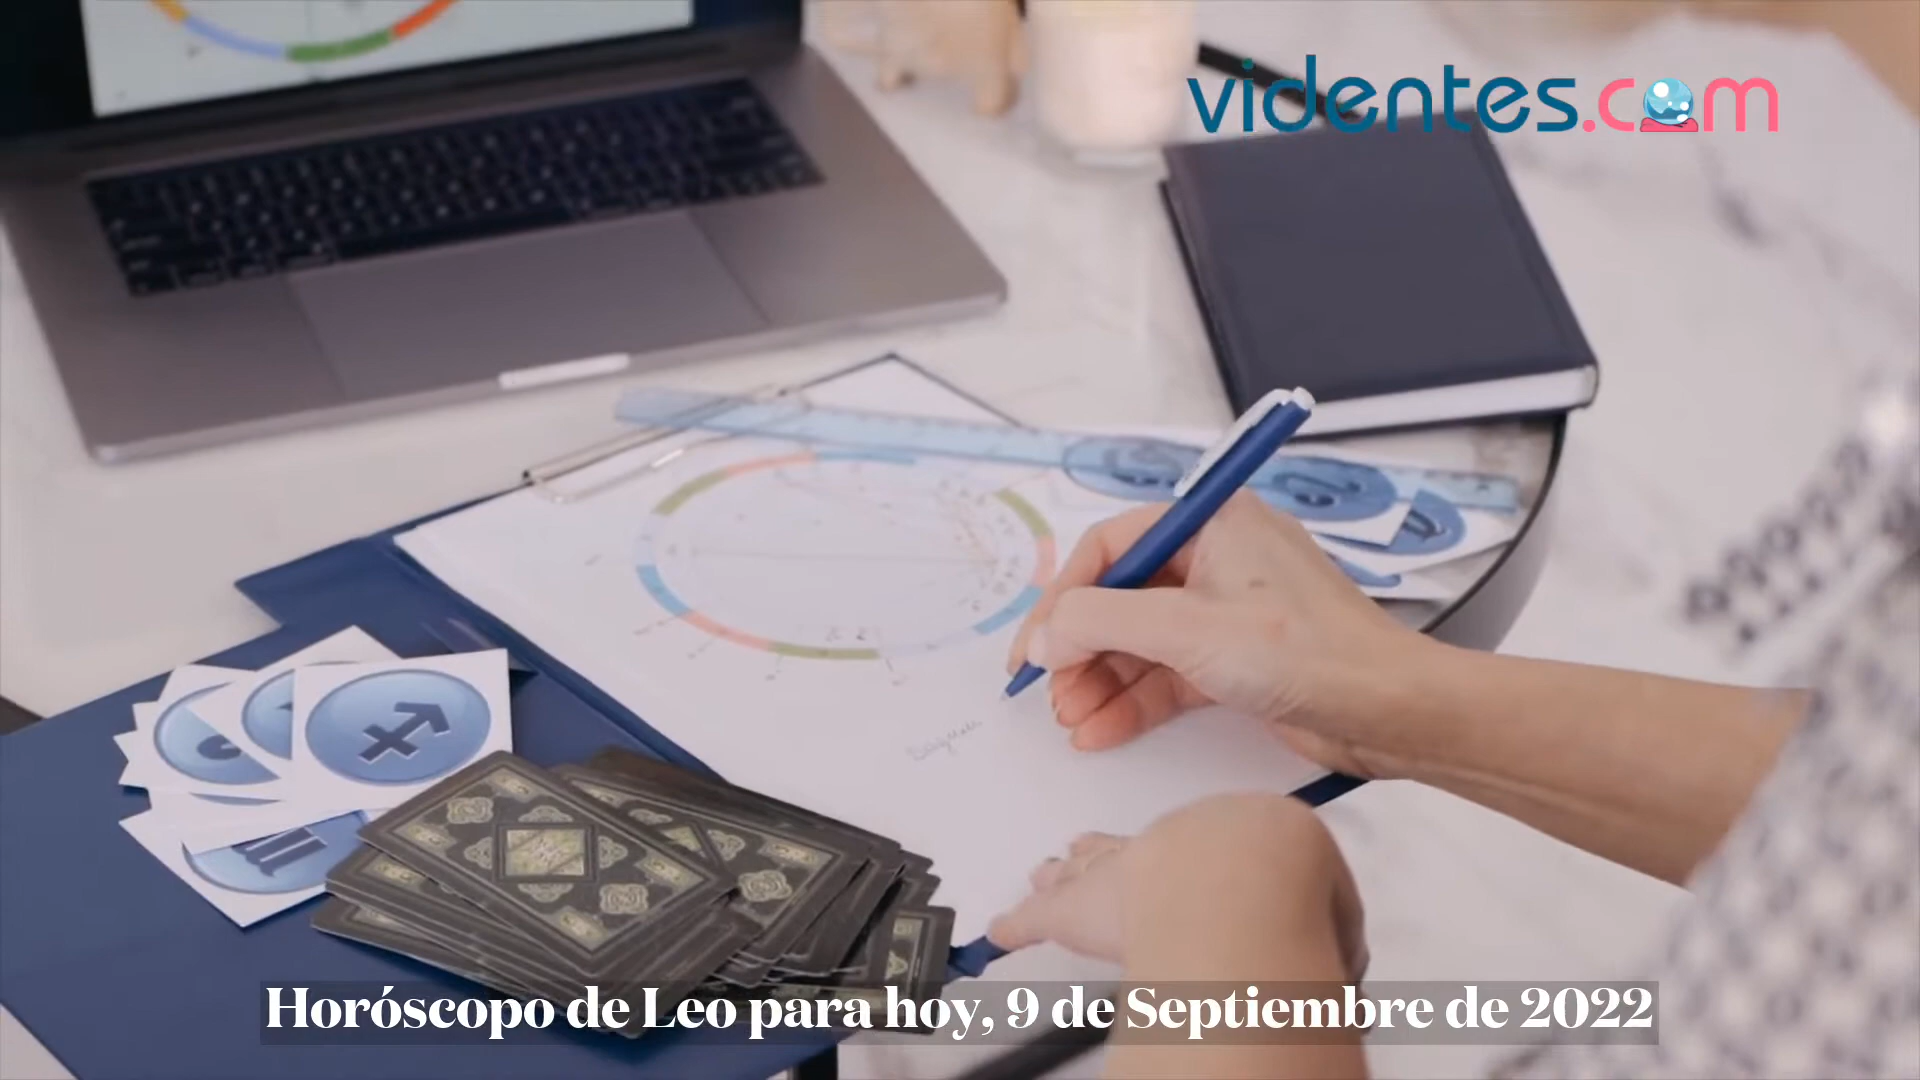 videntes.com
Horóscopo de Leo para hoy, 9 de Septiembre de 2022